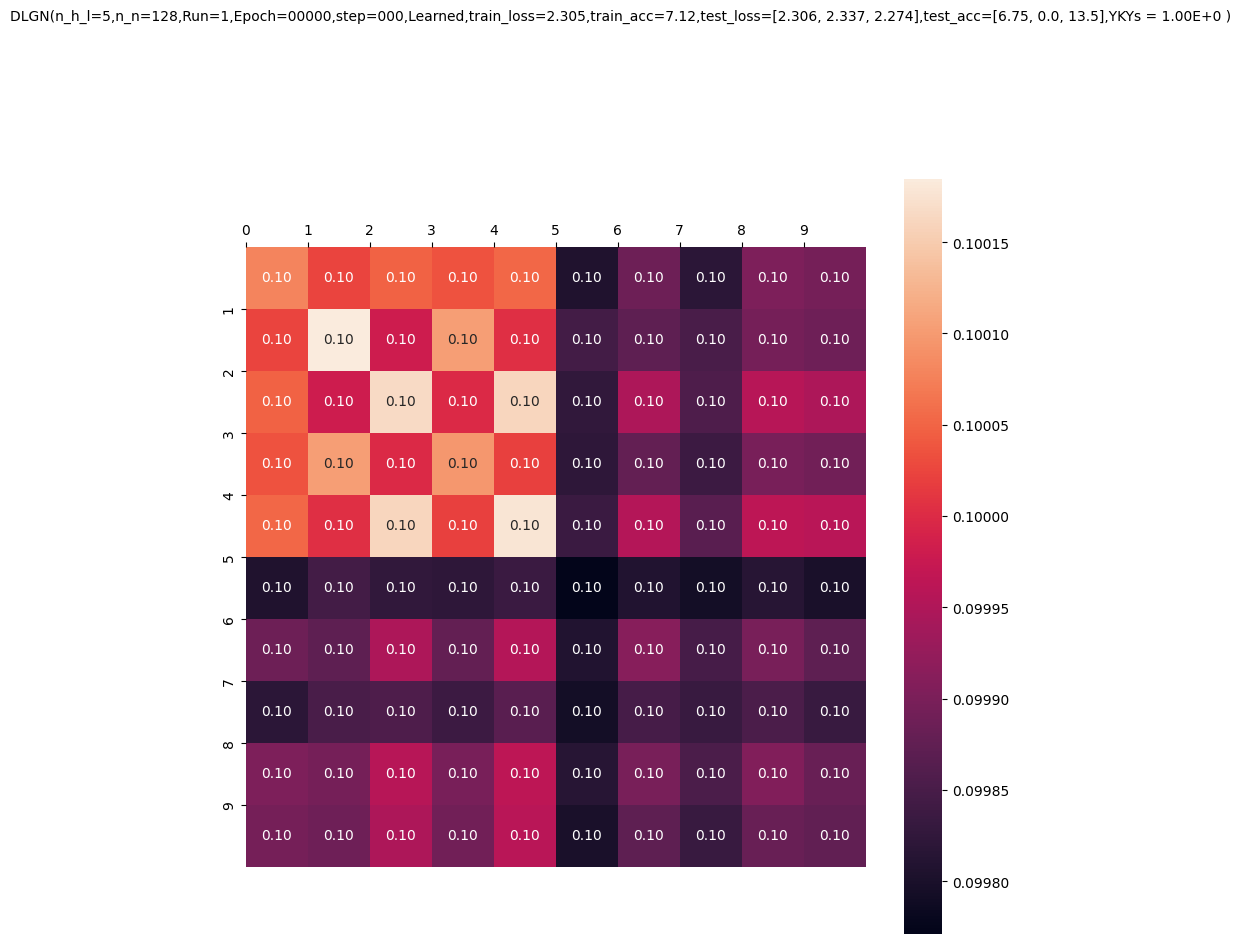 DLGN(n_h_l=5,n_n=128,Run=1,Epoch=00000,step=000,Learned,train_loss=2.305,train_acc=7.12,test_loss=[2.306, 2.337, 2.274],test_acc=[6.75, 0.0, 13.5],YKYs = 1.00E+0 )
0 1 2 3 4 5 6 7 8 9
0.10 0.10 0.10 0.10 0.10 0.10 0.10 0.10 0.10 0.10
1
0.10 0.10 0.10 0.10 0.10 0.10 0.10 0.10 0.10 0.10
2
0.10 0.10 0.10 0.10 0.10 0.10 0.10 0.10 0.10 0.10
3
0.10 0.10 0.10 0.10 0.10 0.10 0.10 0.10 0.10 0.10
4
0.10 0.10 0.10 0.10 0.10 0.10 0.10 0.10 0.10 0.10
5
0.10 0.10 0.10 0.10 0.10 0.10 0.10 0.10 0.10 0.10
6
0.10 0.10 0.10 0.10 0.10 0.10 0.10 0.10 0.10 0.10
7
0.10 0.10 0.10 0.10 0.10 0.10 0.10 0.10 0.10 0.10
8
0.10 0.10 0.10 0.10 0.10 0.10 0.10 0.10 0.10 0.10
9
0.10 0.10 0.10 0.10 0.10 0.10 0.10 0.10 0.10 0.10
0.10015
0.10010
0.10005
0.10000
0.09995
0.09990
0.09985
0.09980